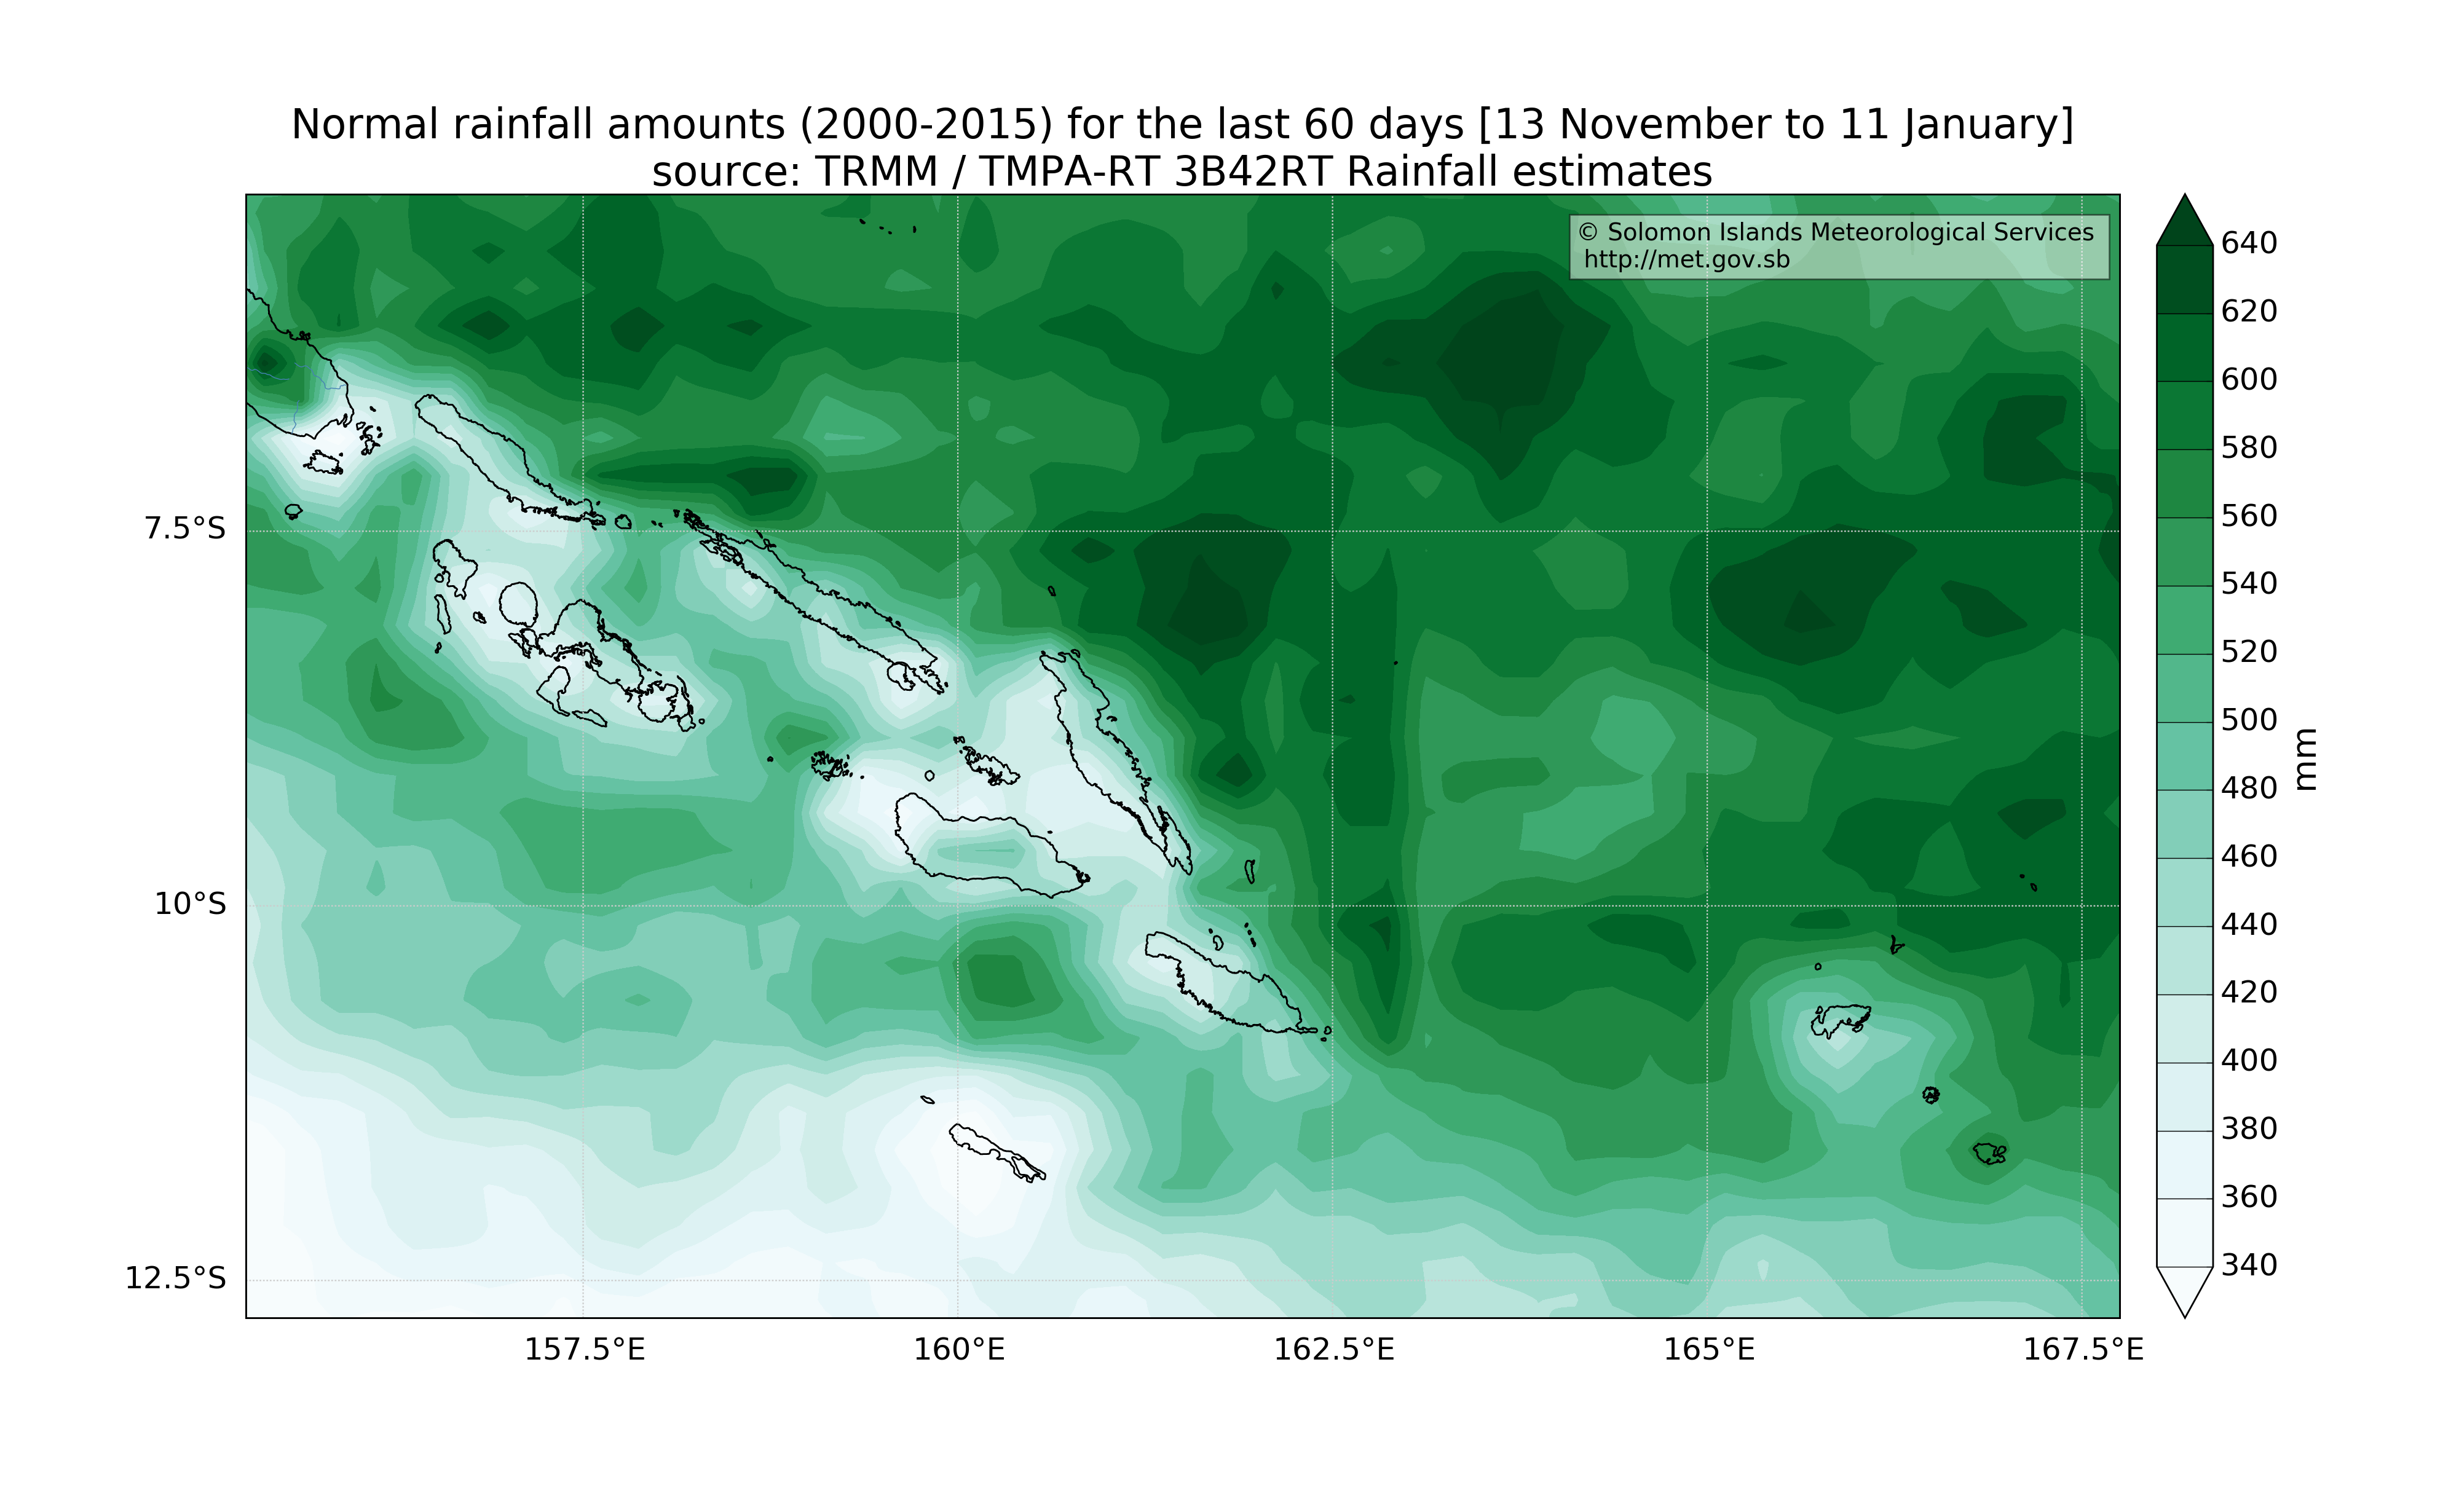 Normal rainfall amounts (2000-2015) for the last 60 days [13 November to 11 January]
source: TRMM / TMPA-RT 3B42RT Rainfall estimates
© Solomon Islands Meteorological Services
http://met.gov.sb
7.5°S
10°S
12.5°S
157.5°E
160°E
162.5°E
165°E
167.5°E
640
620
600
580
560
540
520
500
480
460
440
420
400
380
360
340
mm